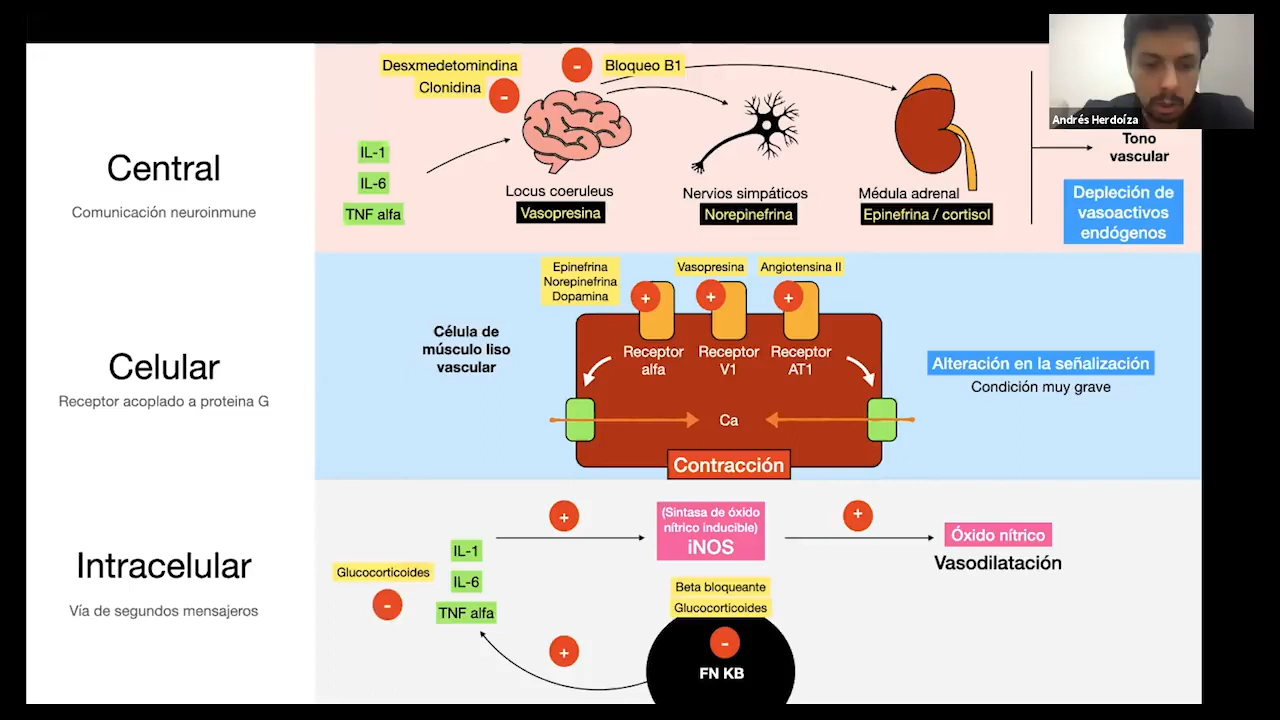 Andrés Herdoíza
Central
Comunicación neuroinmune
Desxmedetomindina
Clonidina
-
-
Bloqueo B1
IL-1
IL-6
TNF alfa
Locus coeruleus
Vasopresina
Nervios simpáticos
Norepinefrina
Médula adrenal
Epinefrina / cortisol
Tono
vascular
Depleción de
vasoactivos
endógenos
Celular
Receptor acoplado a proteina G
Célula de
músculo liso
vascular
Epinefrina
Norepinefrina
Dopamina
Vasopresina
Angiotensina II
+
+
+
Receptor
alfa
Receptor
V1
Receptor
AT1
Ca
Contracción
Alteración en la señalización
Condición muy grave
Intracelular
Vía de segundos mensajeros
Glucocorticoides
-
IL-1
IL-6
TNF alfa
+
(Sintasa de óxido
nítrico inducible)
iNOS
+
Óxido nítrico
Vasodilatación
Beta bloqueante
Glucocorticoides
-
FN KB
+